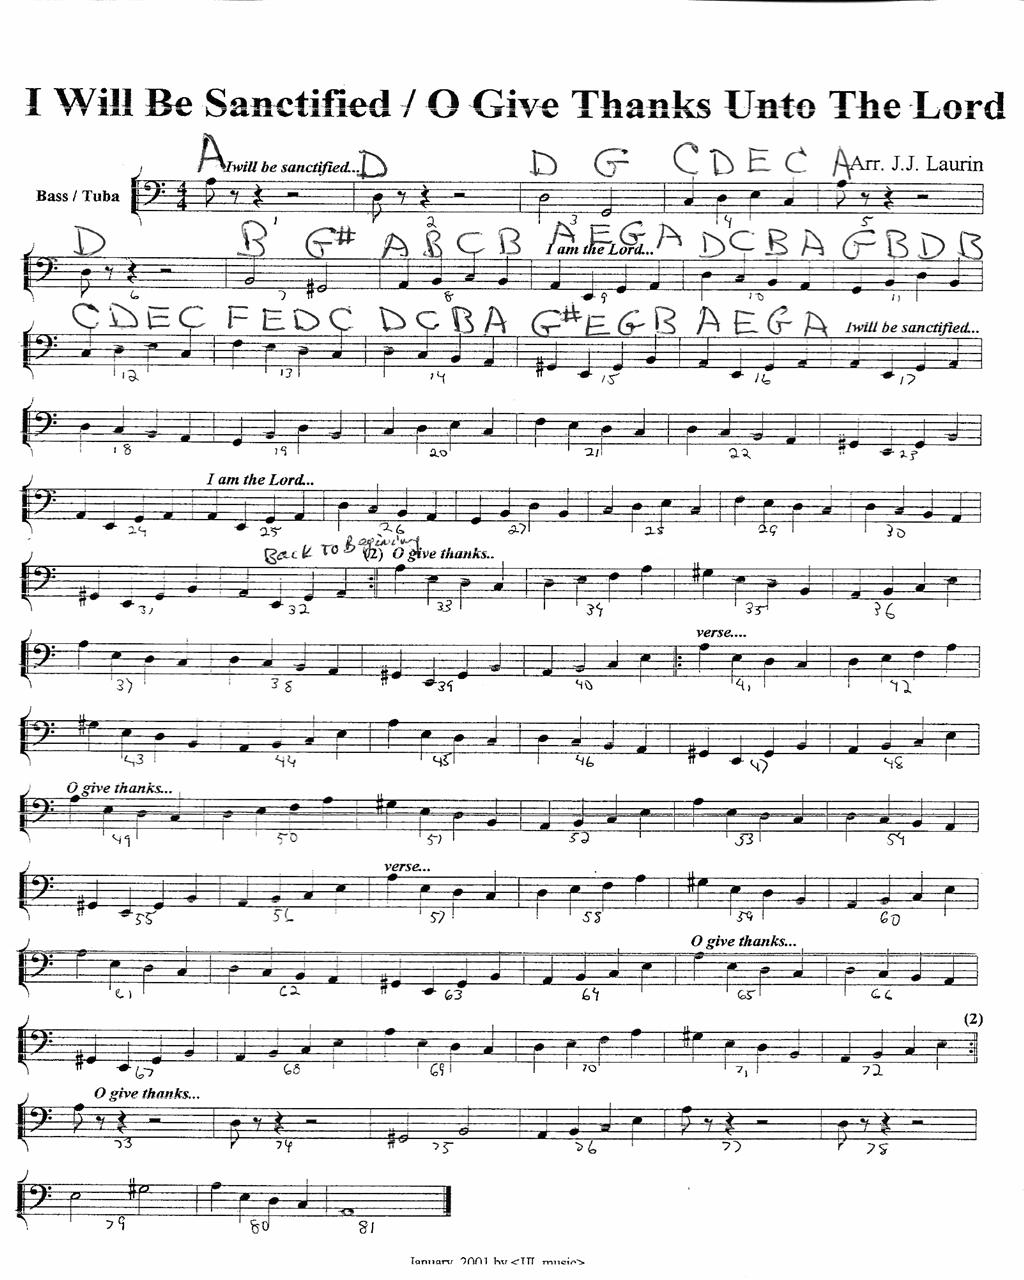 I Will Be Sanctified / O Give Thanks Unto The Lord
A I will be sanctified... D D G C D E C A Arr. J.J. Laurin
Bass / Tuba
1 2 3 4 5
D B G# A B C B A E G A D C B A G B D B
I am the Lord...
6 7 8 9 10 11
C D E C F E D C D C B A G# E G B A E G A I will be sanctified...
12 13 14 15 16 17
18 19 20 21 22 23
I am the Lord...
24 25 26 27 28 29 30
Back To Begining (2) O give thanks..
31 32 33 34 35 36
verse....
37 38 39 40 41 42
43 44 45 46 47 48
O give thanks...
49 50 51 52 53 54
verse...
55 56 57 58 59 60
O give thanks...
61 62 63 64 65 66
(2)
67 68 69 70 71 72
O give thanks...
73 74 75 76 77 78
79 80 81
January, 2001 by <JJL music>